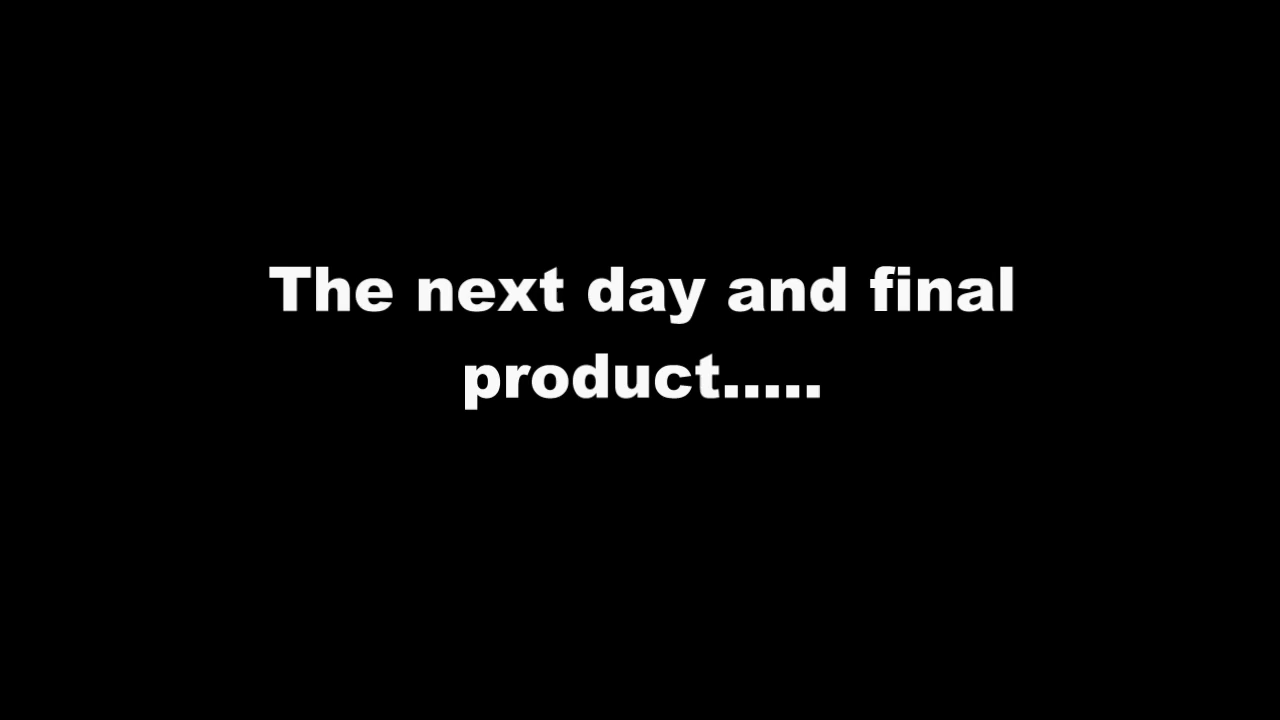 The next day and final
product.....